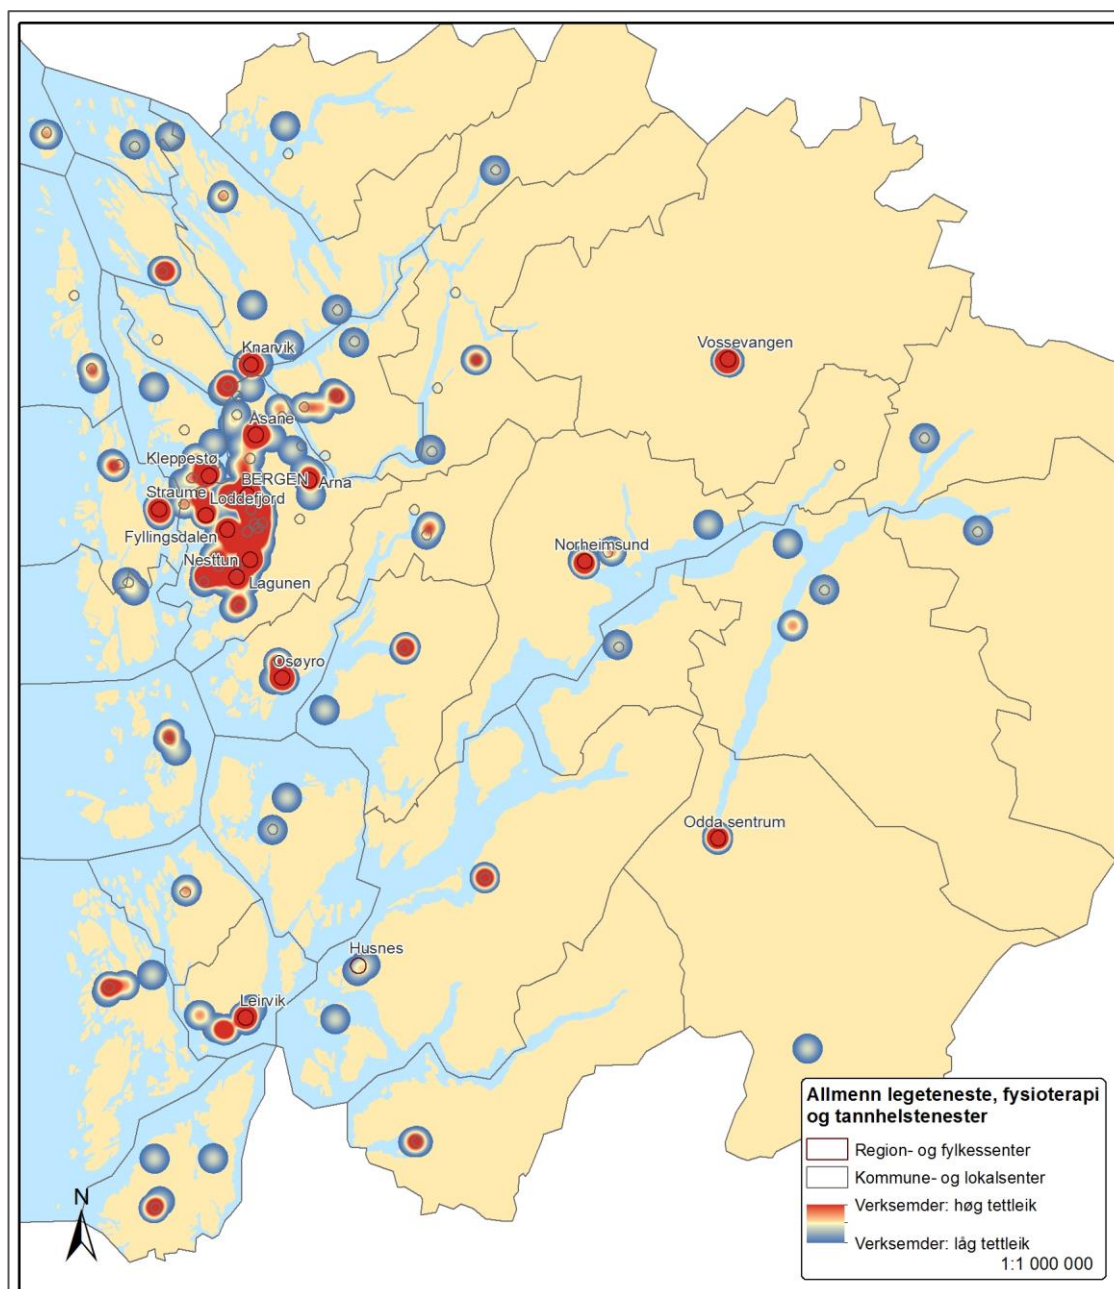 Knarvik
Vossevangen
Åsane
Kleppestø
BERGEN
Arna
Straume
Loddefjord
Fyllingsdalen
Norheimsund
Nesttun
Lagunen
Osøyro
Odda sentrum
Husnes
Leirvik
N
Allmenn legeteneste, fysioterapi
og tannhelstenester
Region- og fylkessenter
Kommune- og lokalsenter
Verksemder: høg tettleik
Verksemder: låg tettleik
1:1 000 000